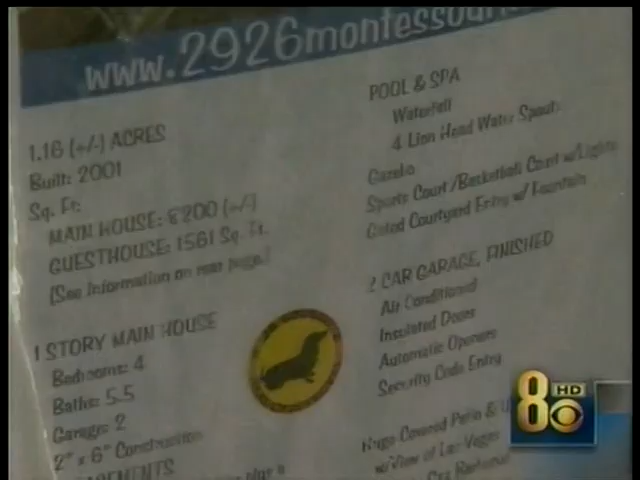 www.2926montessouri
1.16 (+/-) ACRES
Built: 2001
Sq. Ft:
MAIN HOUSE: 8200 (+/-)
GUESTHOUSE: 1561 Sq. Ft.
(See information on rear page.)
1 STORY MAIN HOUSE
Bedrooms: 4
Baths: 5.5
Garage: 2
2" x 6" Construction
POOL & SPA
Waterfall
4 Lion Head Water Spouts
Gazebo
Sports Court/Basketball Court w/Lights
Gated Courtyard Entry w/ Fountain
2 CAR GARAGE, FINISHED
Air Conditioned
Insulated Doors
Automatic Openers
Security Code Entry
Huge Covered Patio &
w/View of Las Vegas
8 HD